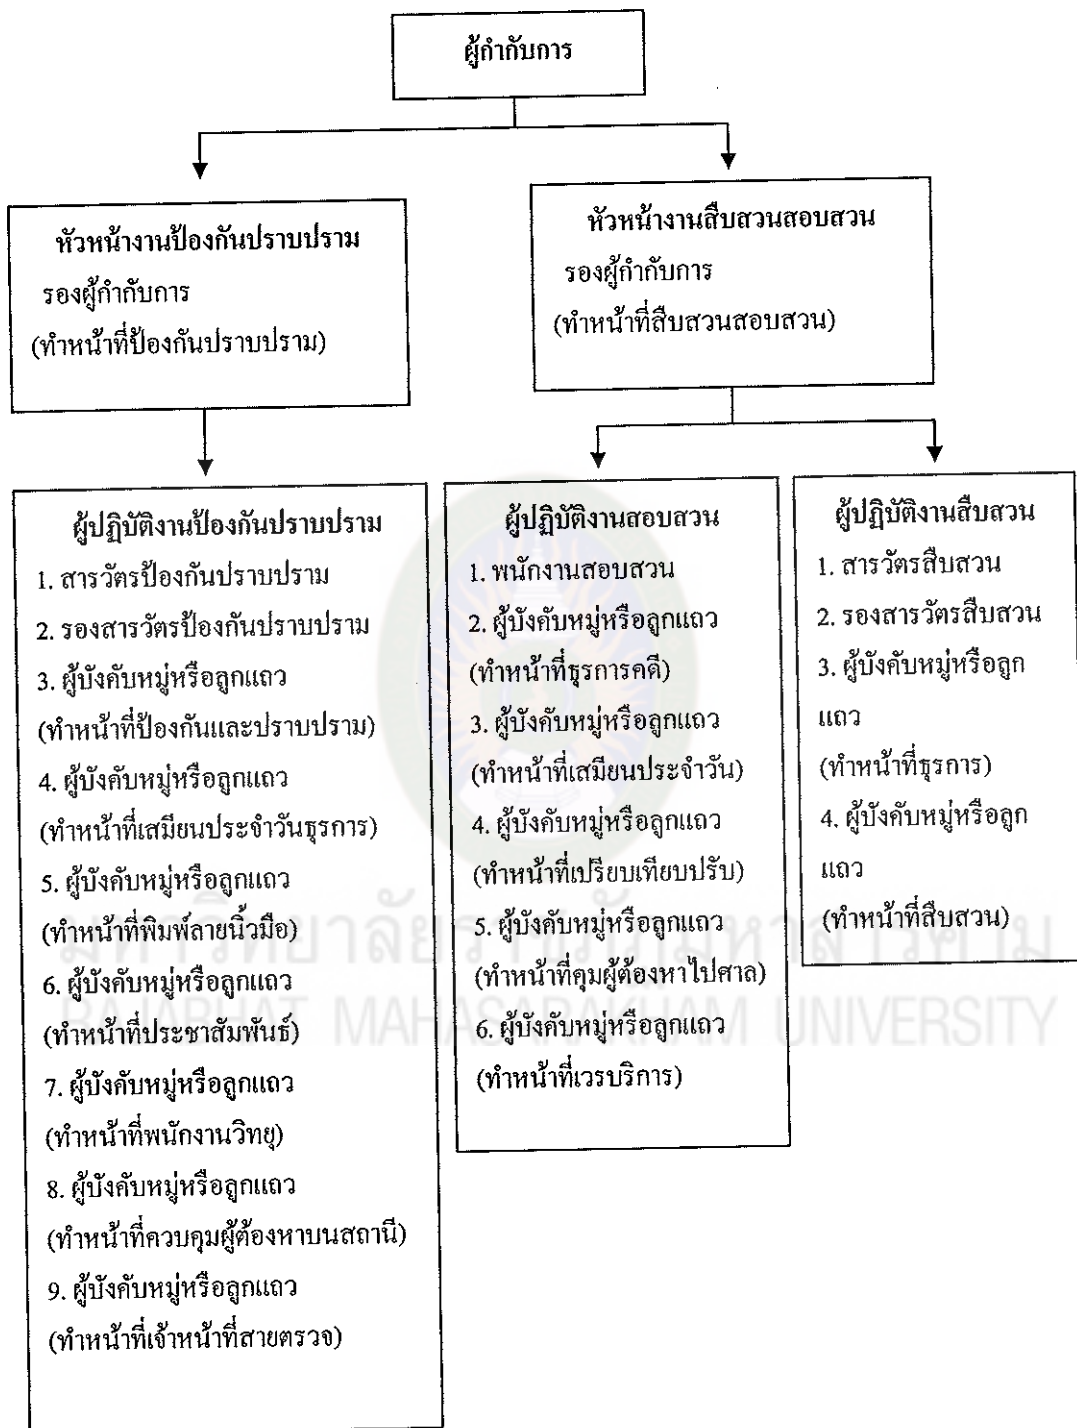 ผู้กำกับการ
หัวหน้างานป้องกันปราบปราม
รองผู้กำกับการ
(ทำหน้าที่ป้องกันปราบปราม)
หัวหน้างานสืบสวนสอบสวน
รองผู้กำกับการ
(ทำหน้าที่สืบสวนสอบสวน)
ผู้ปฏิบัติงานป้องกันปราบปราม
1. สารวัตรป้องกันปราบปราม
2. รองสารวัตรป้องกันปราบปราม
3. ผู้บังคับหมู่หรือลูกแถว
(ทำหน้าที่ป้องกันและปราบปราม)
4. ผู้บังคับหมู่หรือลูกแถว
(ทำหน้าที่เสมียนประจำวันธุรการ)
5. ผู้บังคับหมู่หรือลูกแถว
(ทำหน้าที่พิมพ์ลายนิ้วมือ)
6. ผู้บังคับหมู่หรือลูกแถว
(ทำหน้าที่ประชาสัมพันธ์)
7. ผู้บังคับหมู่หรือลูกแถว
(ทำหน้าที่พนักงานวิทยุ)
8. ผู้บังคับหมู่หรือลูกแถว
(ทำหน้าที่ควบคุมผู้ต้องหาบนสถานี)
9. ผู้บังคับหมู่หรือลูกแถว
(ทำหน้าที่เจ้าหน้าที่สายตรวจ)
ผู้ปฏิบัติงานสอบสวน
1. พนักงานสอบสวน
2. ผู้บังคับหมู่หรือลูกแถว
(ทำหน้าที่ธุรการคดี)
3. ผู้บังคับหมู่หรือลูกแถว
(ทำหน้าที่เสมียนประจำวัน)
4. ผู้บังคับหมู่หรือลูกแถว
(ทำหน้าที่เปรียบเทียบปรับ)
5. ผู้บังคับหมู่หรือลูกแถว
(ทำหน้าที่คุมผู้ต้องหาไปศาล)
6. ผู้บังคับหมู่หรือลูกแถว
(ทำหน้าที่เวรบริการ)
ผู้ปฏิบัติงานสืบสวน
1. สารวัตรสืบสวน
2. รองสารวัตรสืบสวน
3. ผู้บังคับหมู่หรือลูก
แถว
(ทำหน้าที่ธุรการ)
4. ผู้บังคับหมู่หรือลูก
แถว
(ทำหน้าที่สืบสวน)
มหาวิทยาลัยราชภัฏมหาสารคาม
RAJABHAT MAHASARAKHAM UNIVERSITY